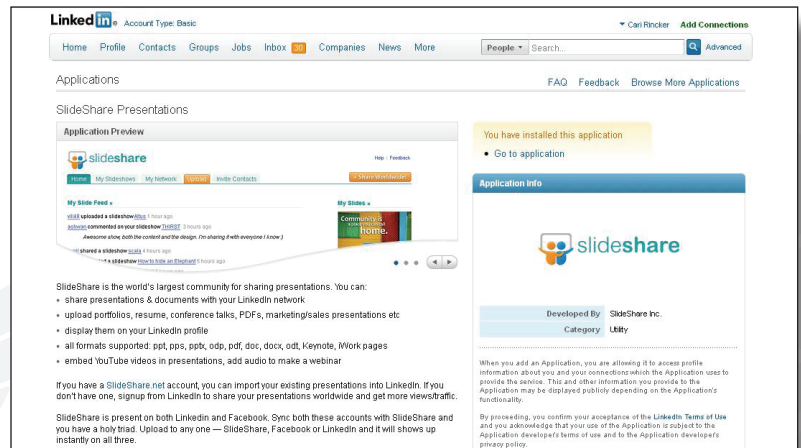 Linked in® Account Type: Basic
Cari Rincker Add Connections
Home Profile Contacts Groups Jobs Inbox 30 Companies News More
People Search... Advanced
Applications
FAQ Feedback Browse More Applications
SlideShare Presentations
Application Preview
slideshare
Help | Feedback
Home My Slideshows My Network Upload Invite Contacts
My Slide Feed »
uploaded a slideshow Altus 1 hour ago
ashwan commented on your slideshow THIRST 3 hours ago
Awesome show, both the content and the design. I'm sharing it with everyone I know :)
shared a slideshow scala 4 hours ago
a slideshow How to hide an Elephant 5 hours ago
My Slides »
Community is
home.
SlideShare is the world's largest community for sharing presentations. You can:
• share presentations & documents with your LinkedIn network
• upload portfolios, resume, conference talks, PDFs, marketing/sales presentations etc
• display them on your LinkedIn profile
• all formats supported: ppt, pps, pptx, odp, pdf, doc, docx, odt, Keynote, iWork pages
• embed YouTube videos in presentations, add audio to make a webinar
If you have a SlideShare.net account, you can import your existing presentations into LinkedIn. If you
don't have one, signup from LinkedIn to share your presentations worldwide and get more views/traffic.
SlideShare is present on both Linkedin and Facebook. Sync both these accounts with SlideShare and
you have a holy triad. Upload to any one — SlideShare, Facebook or LinkedIn and it will shows up
instantly on all three.
You have installed this application
• Go to application
Application Info
slideshare
Developed By SlideShare Inc.
Category Utility
When you add an Application, you are allowing it to access profile
information about you and your connections which the Application uses to
provide the service. This and other information you provide to the
Application may be displayed publicly depending on the Application's
functionality.
By proceeding, you confirm your acceptance of the LinkedIn Terms of Use
and you acknowledge that your use of the Application is subject to the
Application developer's terms of use and to the Application developer's
privacy policy.